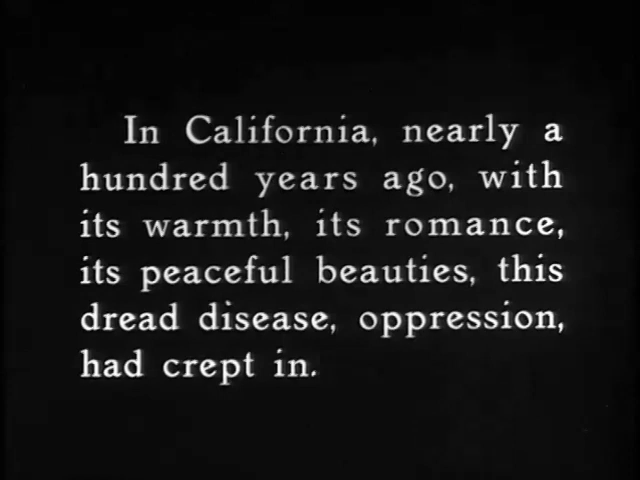 In California, nearly a
hundred years ago, with
its warmth, its romance,
its peaceful beauties, this
dread disease, oppression,
had crept in.